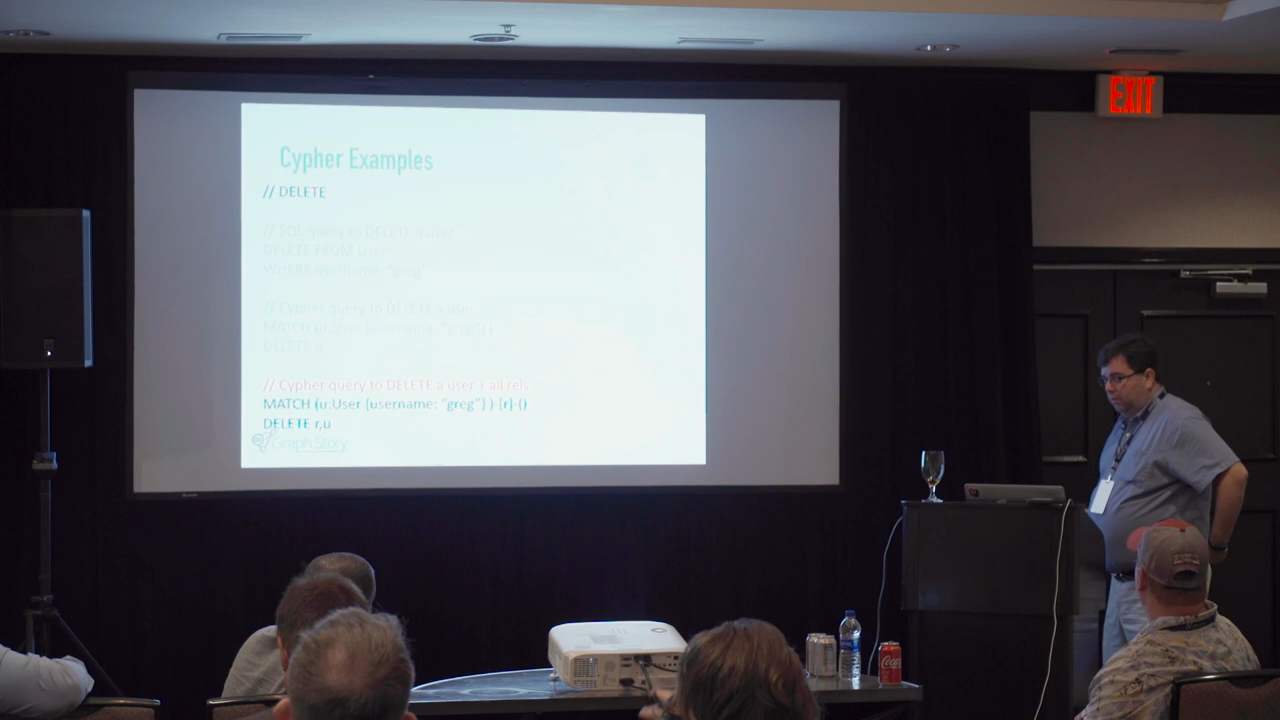 EXIT
Cypher Examples
// DELETE
// SQL query to DELETE a user
DELETE FROM User
WHERE username="greg"
// Cypher query to DELETE a user
MATCH (u:User {username: "greg"} )
DELETE u
// Cypher query to DELETE a user + all rels
MATCH (u:User {username: "greg"} )-[r]-()
DELETE r,u
Graph Story